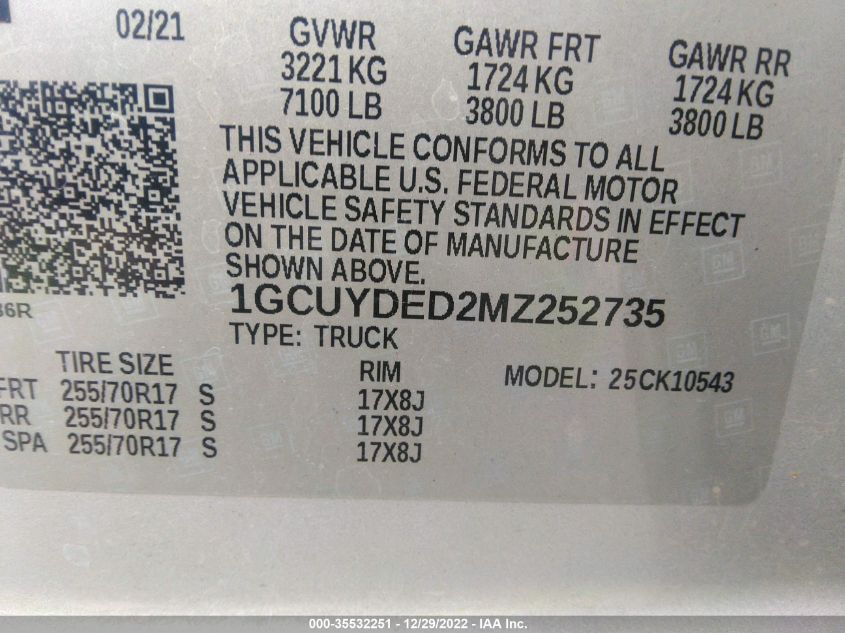 02/21 GVWR GAWR FRT GAWR RR
3221 KG 1724 KG 1724 KG
7100 LB 3800 LB 3800 LB
THIS VEHICLE CONFORMS TO ALL
APPLICABLE U.S. FEDERAL MOTOR
VEHICLE SAFETY STANDARDS IN EFFECT
ON THE DATE OF MANUFACTURE
SHOWN ABOVE.
1GCUYDED2MZ252735
TYPE: TRUCK
TIRE SIZE RIM MODEL: 25CK10543
FRT 255/70R17 S 17X8J
RR 255/70R17 S 17X8J
SPA 255/70R17 S 17X8J
000-35532251 - 12/29/2022 - IAA Inc.